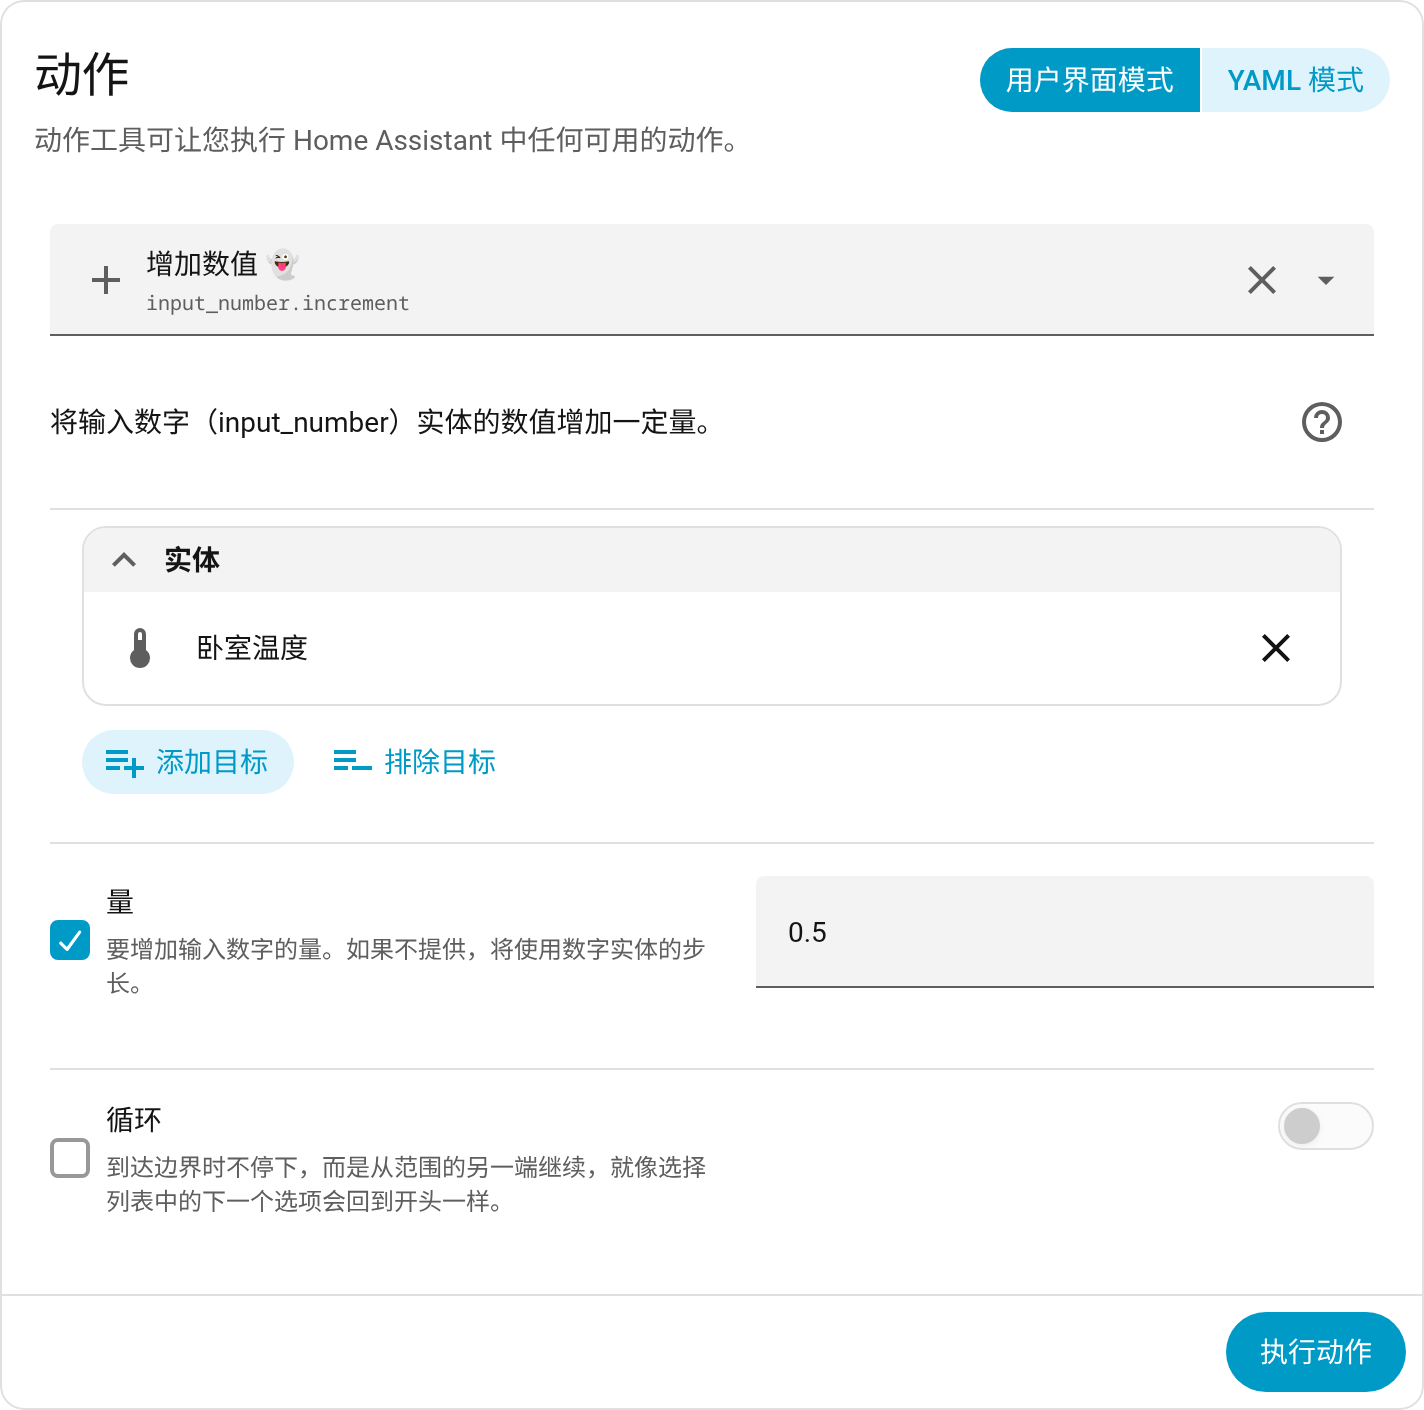 动作
用户界面模式
YAML 模式
动作工具可让您执行 Home Assistant 中任何可用的动作。
增加数值 👻
input_number.increment
将输入数字（input_number）实体的数值增加一定量。
实体
卧室温度
添加目标
排除目标
量
要增加输入数字的量。如果不提供，将使用数字实体的步
长。
0.5
循环
到达边界时不停下，而是从范围的另一端继续，就像选择
列表中的下一个选项会回到开头一样。
执行动作